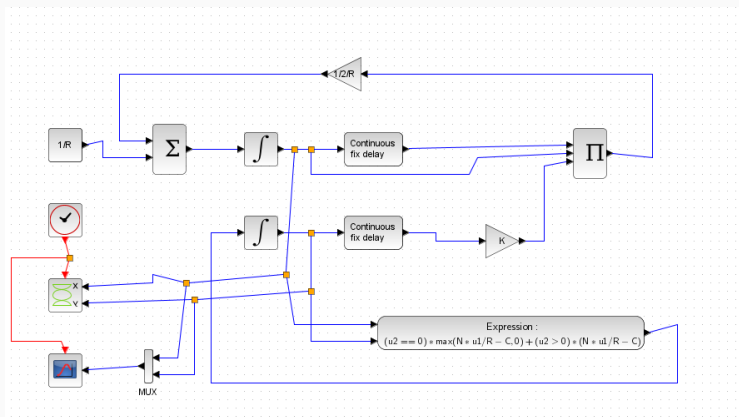 1/2/R
1/R
Σ
∫
Continuous
fix delay
Π
∫
Continuous
fix delay
K
X
Y
Expression :
(u2 == 0) * max(N * u1/R − C, 0) + (u2 > 0) * (N * u1/R − C)
MUX